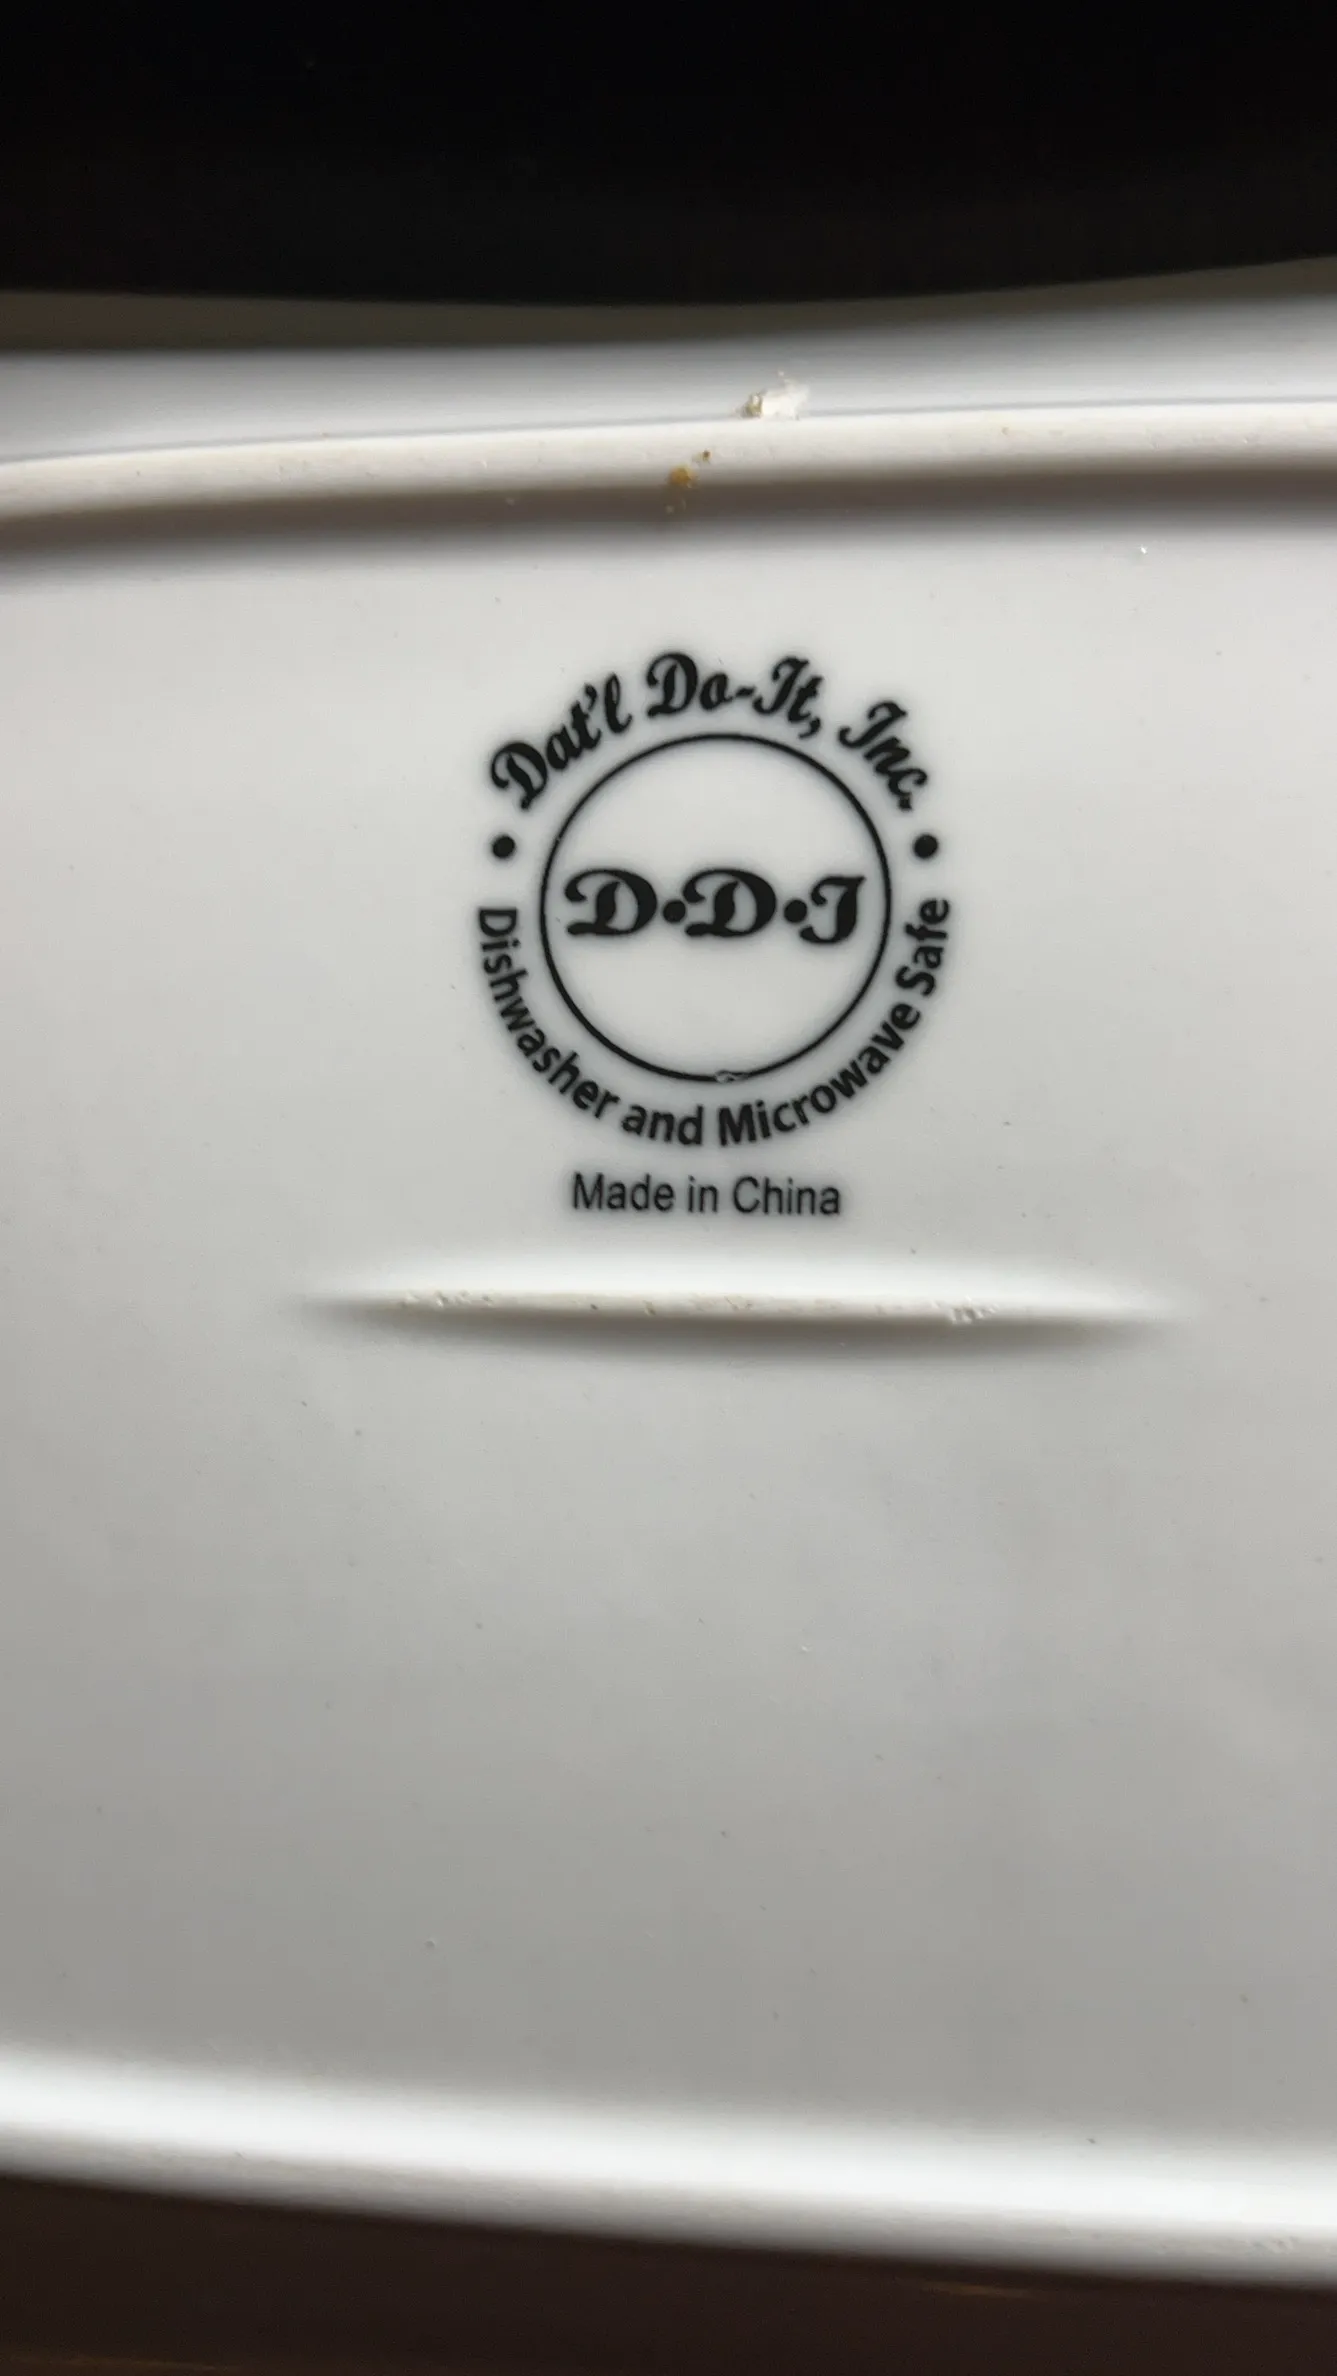 Dat'l Do-It, Inc.
D•D•I
Dishwasher and Microwave Safe
Made in China